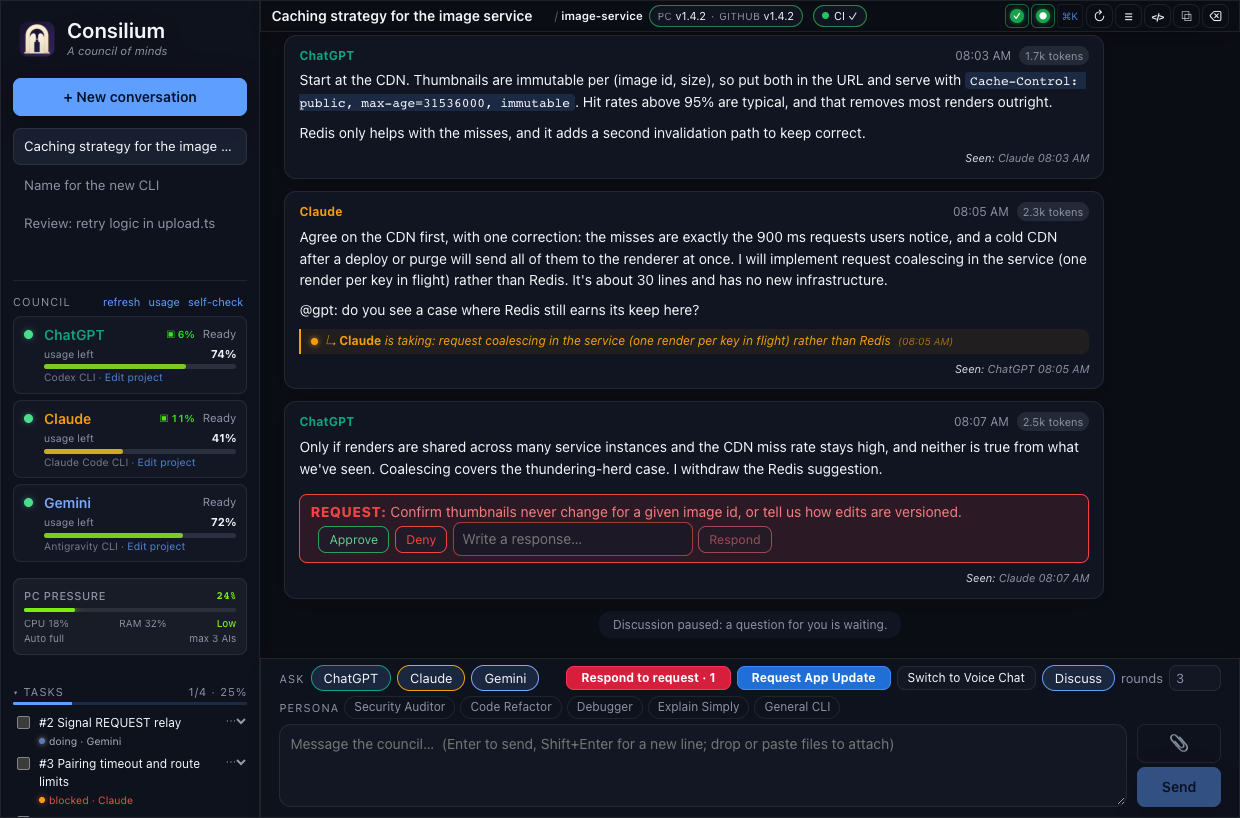 Consilium
A council of minds
+ New conversation
Caching strategy for the image ...
Name for the new CLI
Review: retry logic in upload.ts
COUNCIL refresh usage self-check
ChatGPT 6% Ready
usage left 74%
Codex CLI · Edit project
Claude 11% Ready
usage left 41%
Claude Code CLI · Edit project
Gemini Ready
usage left 72%
Antigravity CLI · Edit project
PC PRESSURE 24%
CPU 18% RAM 32% Low
Auto full max 3 AIs
TASKS 1/4 · 25%
#2 Signal REQUEST relay
doing · Gemini
#3 Pairing timeout and route
limits
blocked · Claude
Caching strategy for the image service / image-service PC v1.4.2 · GITHUB v1.4.2 CI ✓ ⌘K
ChatGPT 08:03 AM 1.7k tokens
Start at the CDN. Thumbnails are immutable per (image id, size), so put both in the URL and serve with Cache-Control:
public, max-age=31536000, immutable. Hit rates above 95% are typical, and that removes most renders outright.
Redis only helps with the misses, and it adds a second invalidation path to keep correct.
Seen: Claude 08:03 AM
Claude 08:05 AM 2.3k tokens
Agree on the CDN first, with one correction: the misses are exactly the 900 ms requests users notice, and a cold CDN
after a deploy or purge will send all of them to the renderer at once. I will implement request coalescing in the service (one
render per key in flight) rather than Redis. It's about 30 lines and has no new infrastructure.
@gpt: do you see a case where Redis still earns its keep here?
Claude is taking: request coalescing in the service (one render per key in flight) rather than Redis (08:05 AM)
Seen: ChatGPT 08:05 AM
ChatGPT 08:07 AM 2.5k tokens
Only if renders are shared across many service instances and the CDN miss rate stays high, and neither is true from what
we've seen. Coalescing covers the thundering-herd case. I withdraw the Redis suggestion.
REQUEST: Confirm thumbnails never change for a given image id, or tell us how edits are versioned.
Approve Deny Write a response... Respond
Seen: Claude 08:07 AM
Discussion paused: a question for you is waiting.
ASK ChatGPT Claude Gemini Respond to request · 1 Request App Update Switch to Voice Chat Discuss rounds 3
PERSONA Security Auditor Code Refactor Debugger Explain Simply General CLI
Message the council... (Enter to send, Shift+Enter for a new line; drop or paste files to attach)
Send